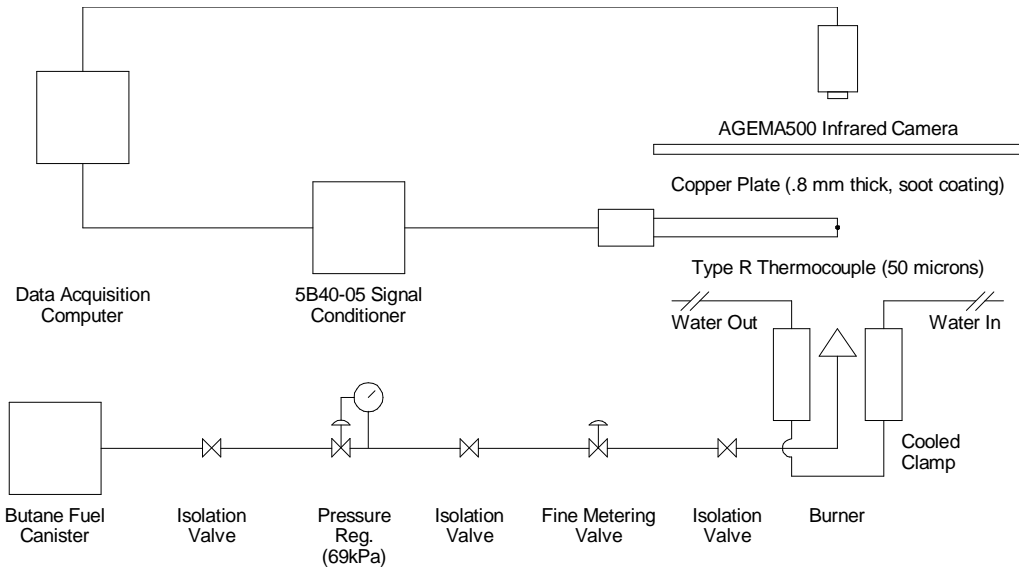 AGEMA500 Infrared Camera
Copper Plate (.8 mm thick, soot coating)
Type R Thermocouple (50 microns)
Data Acquisition
Computer
5B40-05 Signal
Conditioner
Water Out
Water In
Cooled
Clamp
Butane Fuel
Canister
Isolation
Valve
Pressure
Reg.
(69kPa)
Isolation
Valve
Fine Metering
Valve
Isolation
Valve
Burner